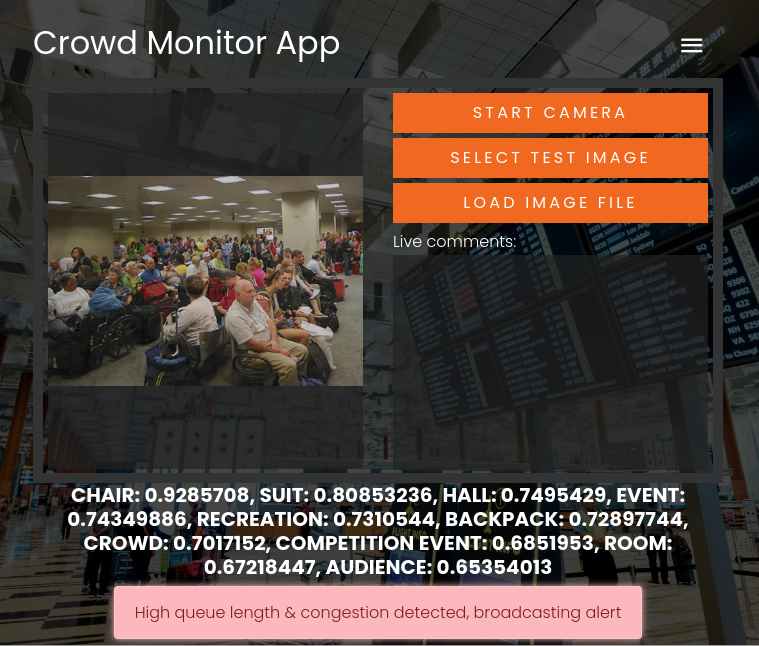 Crowd Monitor App
START CAMERA
SELECT TEST IMAGE
LOAD IMAGE FILE
Live comments:
CHAIR: 0.9285708, SUIT: 0.80853236, HALL: 0.7495429, EVENT:
0.74349886, RECREATION: 0.7310544, BACKPACK: 0.72897744,
CROWD: 0.7017152, COMPETITION EVENT: 0.6851953, ROOM:
0.67218447, AUDIENCE: 0.65354013
High queue length & congestion detected, broadcasting alert